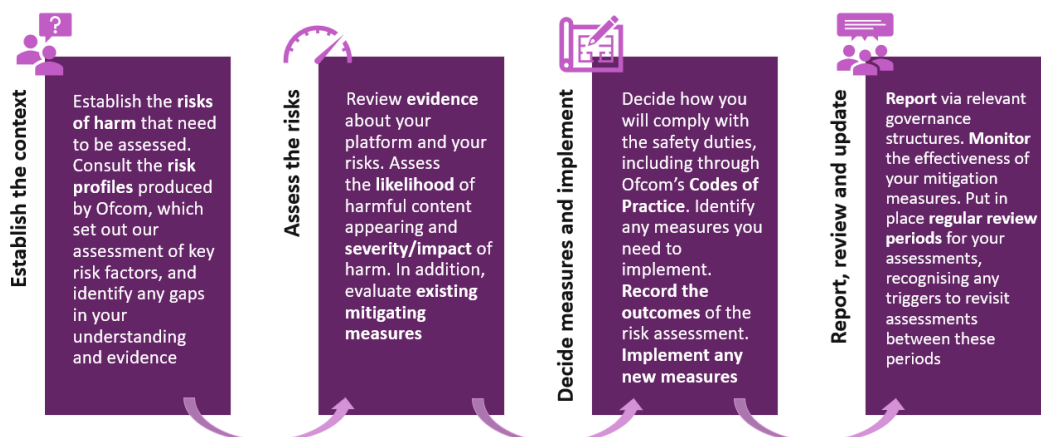 ?
Establish the context
Establish the risks
of harm that need
to be assessed.
Consult the risk
profiles produced
by Ofcom, which
set out our
assessment of key
risk factors, and
identify any gaps
in your
understanding
and evidence
Assess the risks
Review evidence
about your
platform and your
risks. Assess
the likelihood of
harmful content
appearing and
severity/impact of
harm. In addition,
evaluate existing
mitigating
measures
Decide measures and implement
Decide how you
will comply with
the safety duties,
including through
Ofcom’s Codes of
Practice. Identify
any measures you
need to
implement.
Record the
outcomes of the
risk assessment.
Implement any
new measures
Report, review and update
Report via relevant
governance
structures. Monitor
the effectiveness of
your mitigation
measures. Put in
place regular review
periods for your
assessments,
recognising any
triggers to revisit
assessments
between these
periods